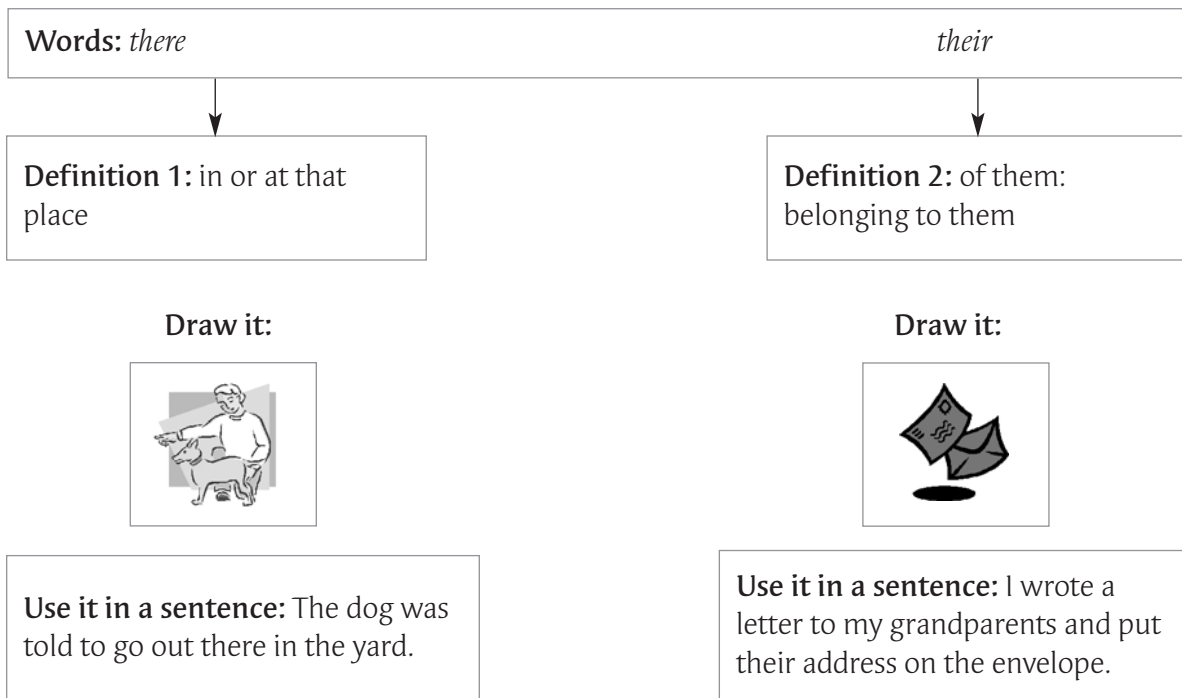 Words: there their
Definition 1: in or at that
place
Definition 2: of them:
belonging to them
Draw it:
Draw it:
Use it in a sentence: The dog was
told to go out there in the yard.
Use it in a sentence: I wrote a
letter to my grandparents and put
their address on the envelope.